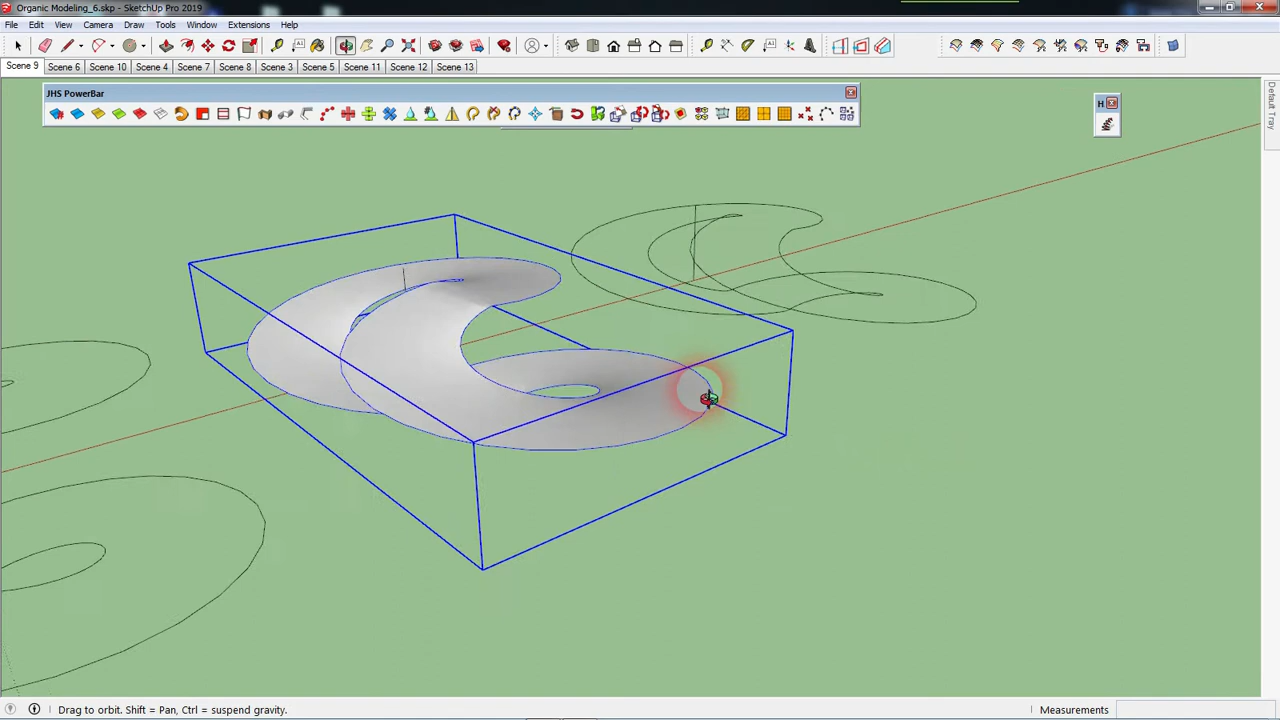 Organic Modeling_6.skp - SketchUp Pro 2019
File Edit View Camera Draw Tools Window Extensions Help
Scene 9 Scene 6 Scene 10 Scene 4 Scene 7 Scene 8 Scene 3 Scene 5 Scene 11 Scene 12 Scene 13
JHS PowerBar
H
Default Tray
Drag to orbit. Shift = Pan, Ctrl = suspend gravity.
Measurements